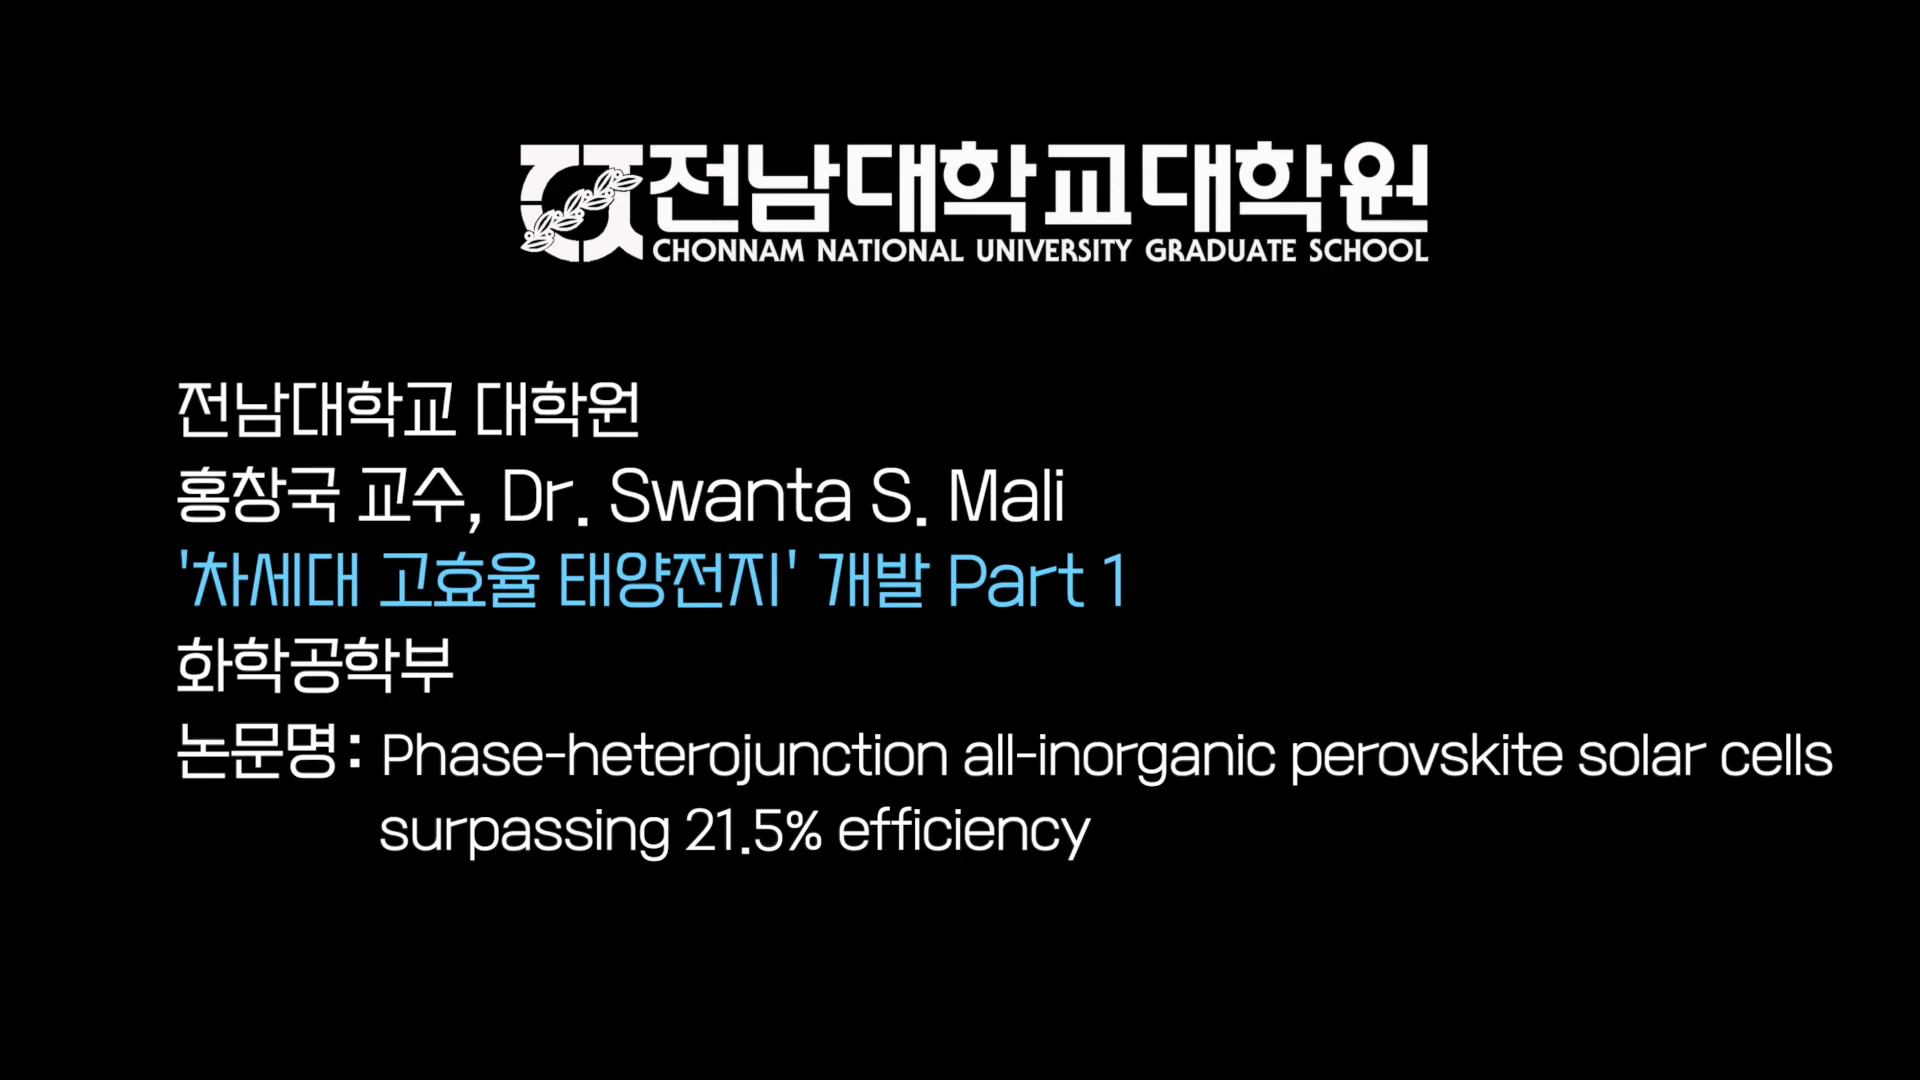 전남대학교대학원
CHONNAM NATIONAL UNIVERSITY GRADUATE SCHOOL
전남대학교 대학원
홍창국 교수, Dr. Swanta S. Mali
'차세대 고효율 태양전지' 개발 Part 1
화학공학부
논문명: Phase-heterojunction all-inorganic perovskite solar cells
surpassing 21.5% efficiency